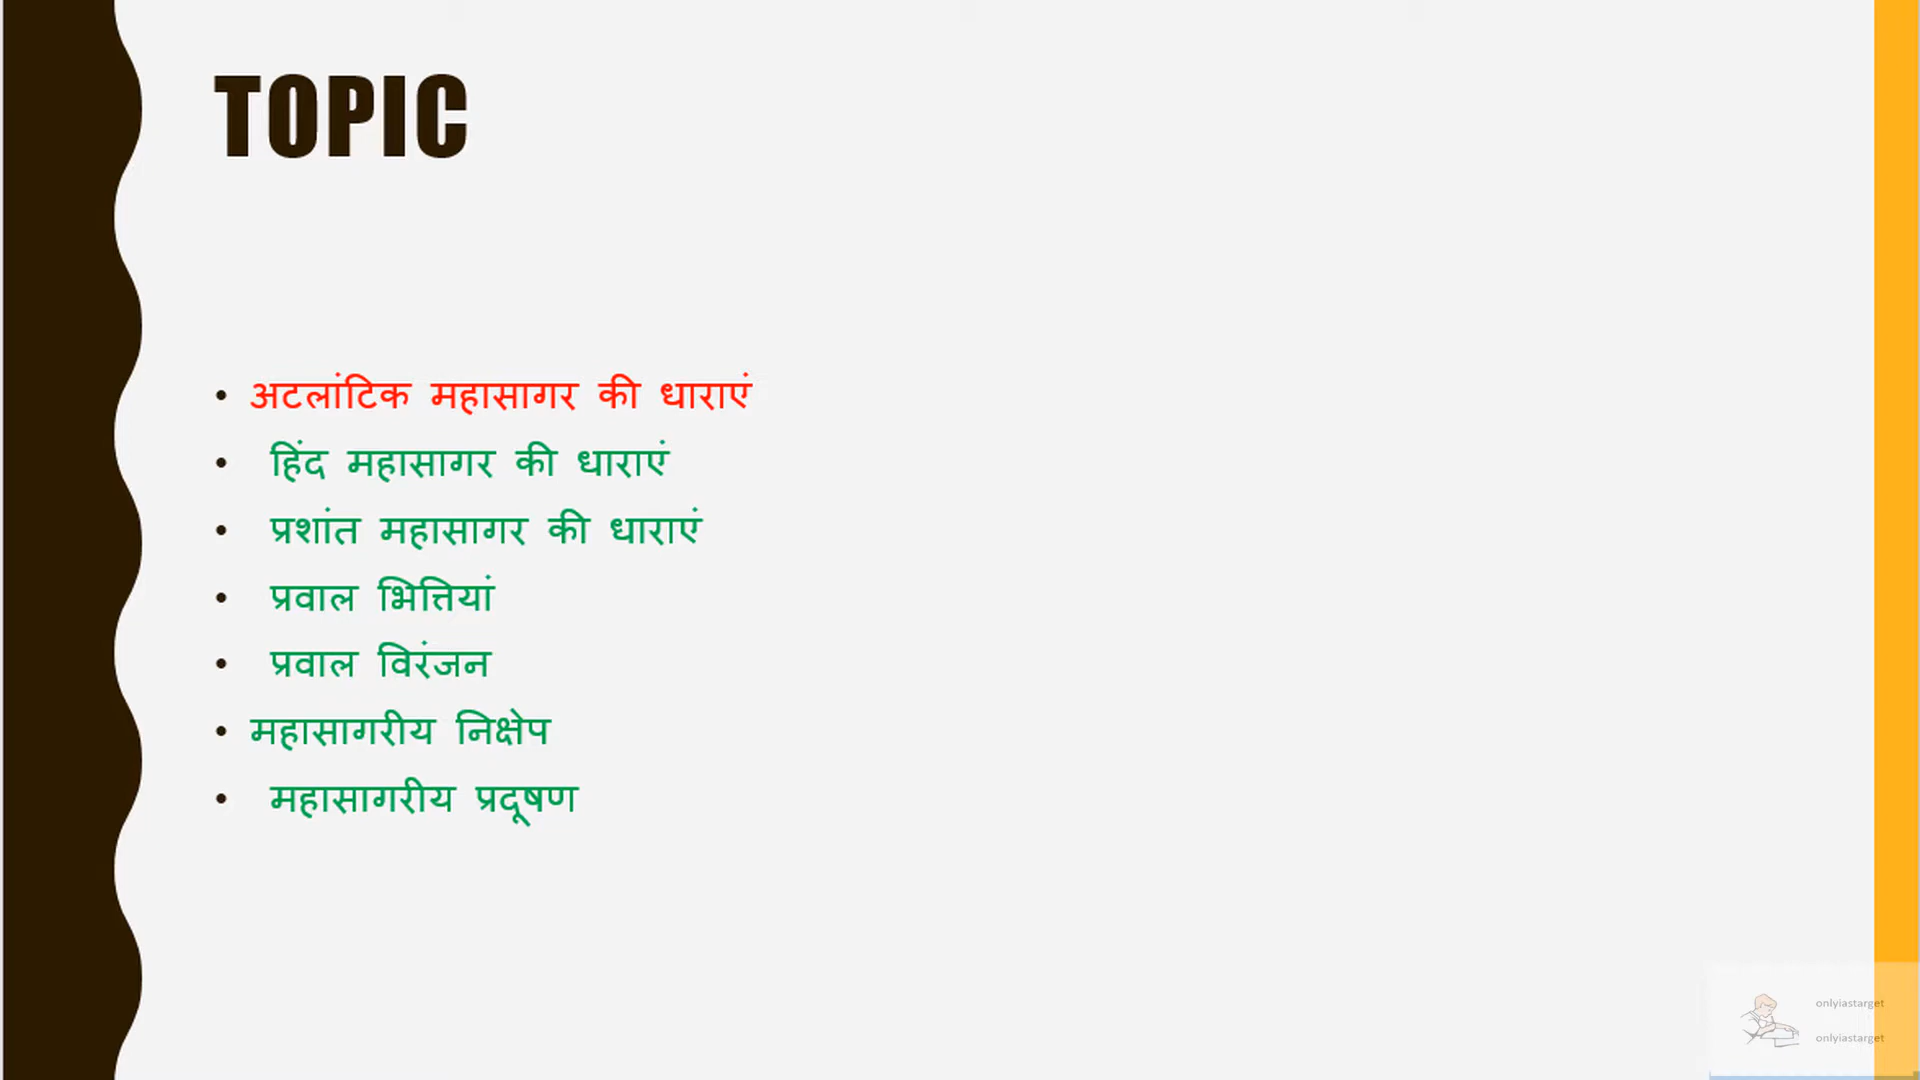 TOPIC
• अटलांटिक महासागर की धाराएं
• हिंद महासागर की धाराएं
• प्रशांत महासागर की धाराएं
• प्रवाल भित्तियां
• प्रवाल विरंजन
• महासागरीय निक्षेप
• महासागरीय प्रदूषण
onlyiastarget
onlyiastarget